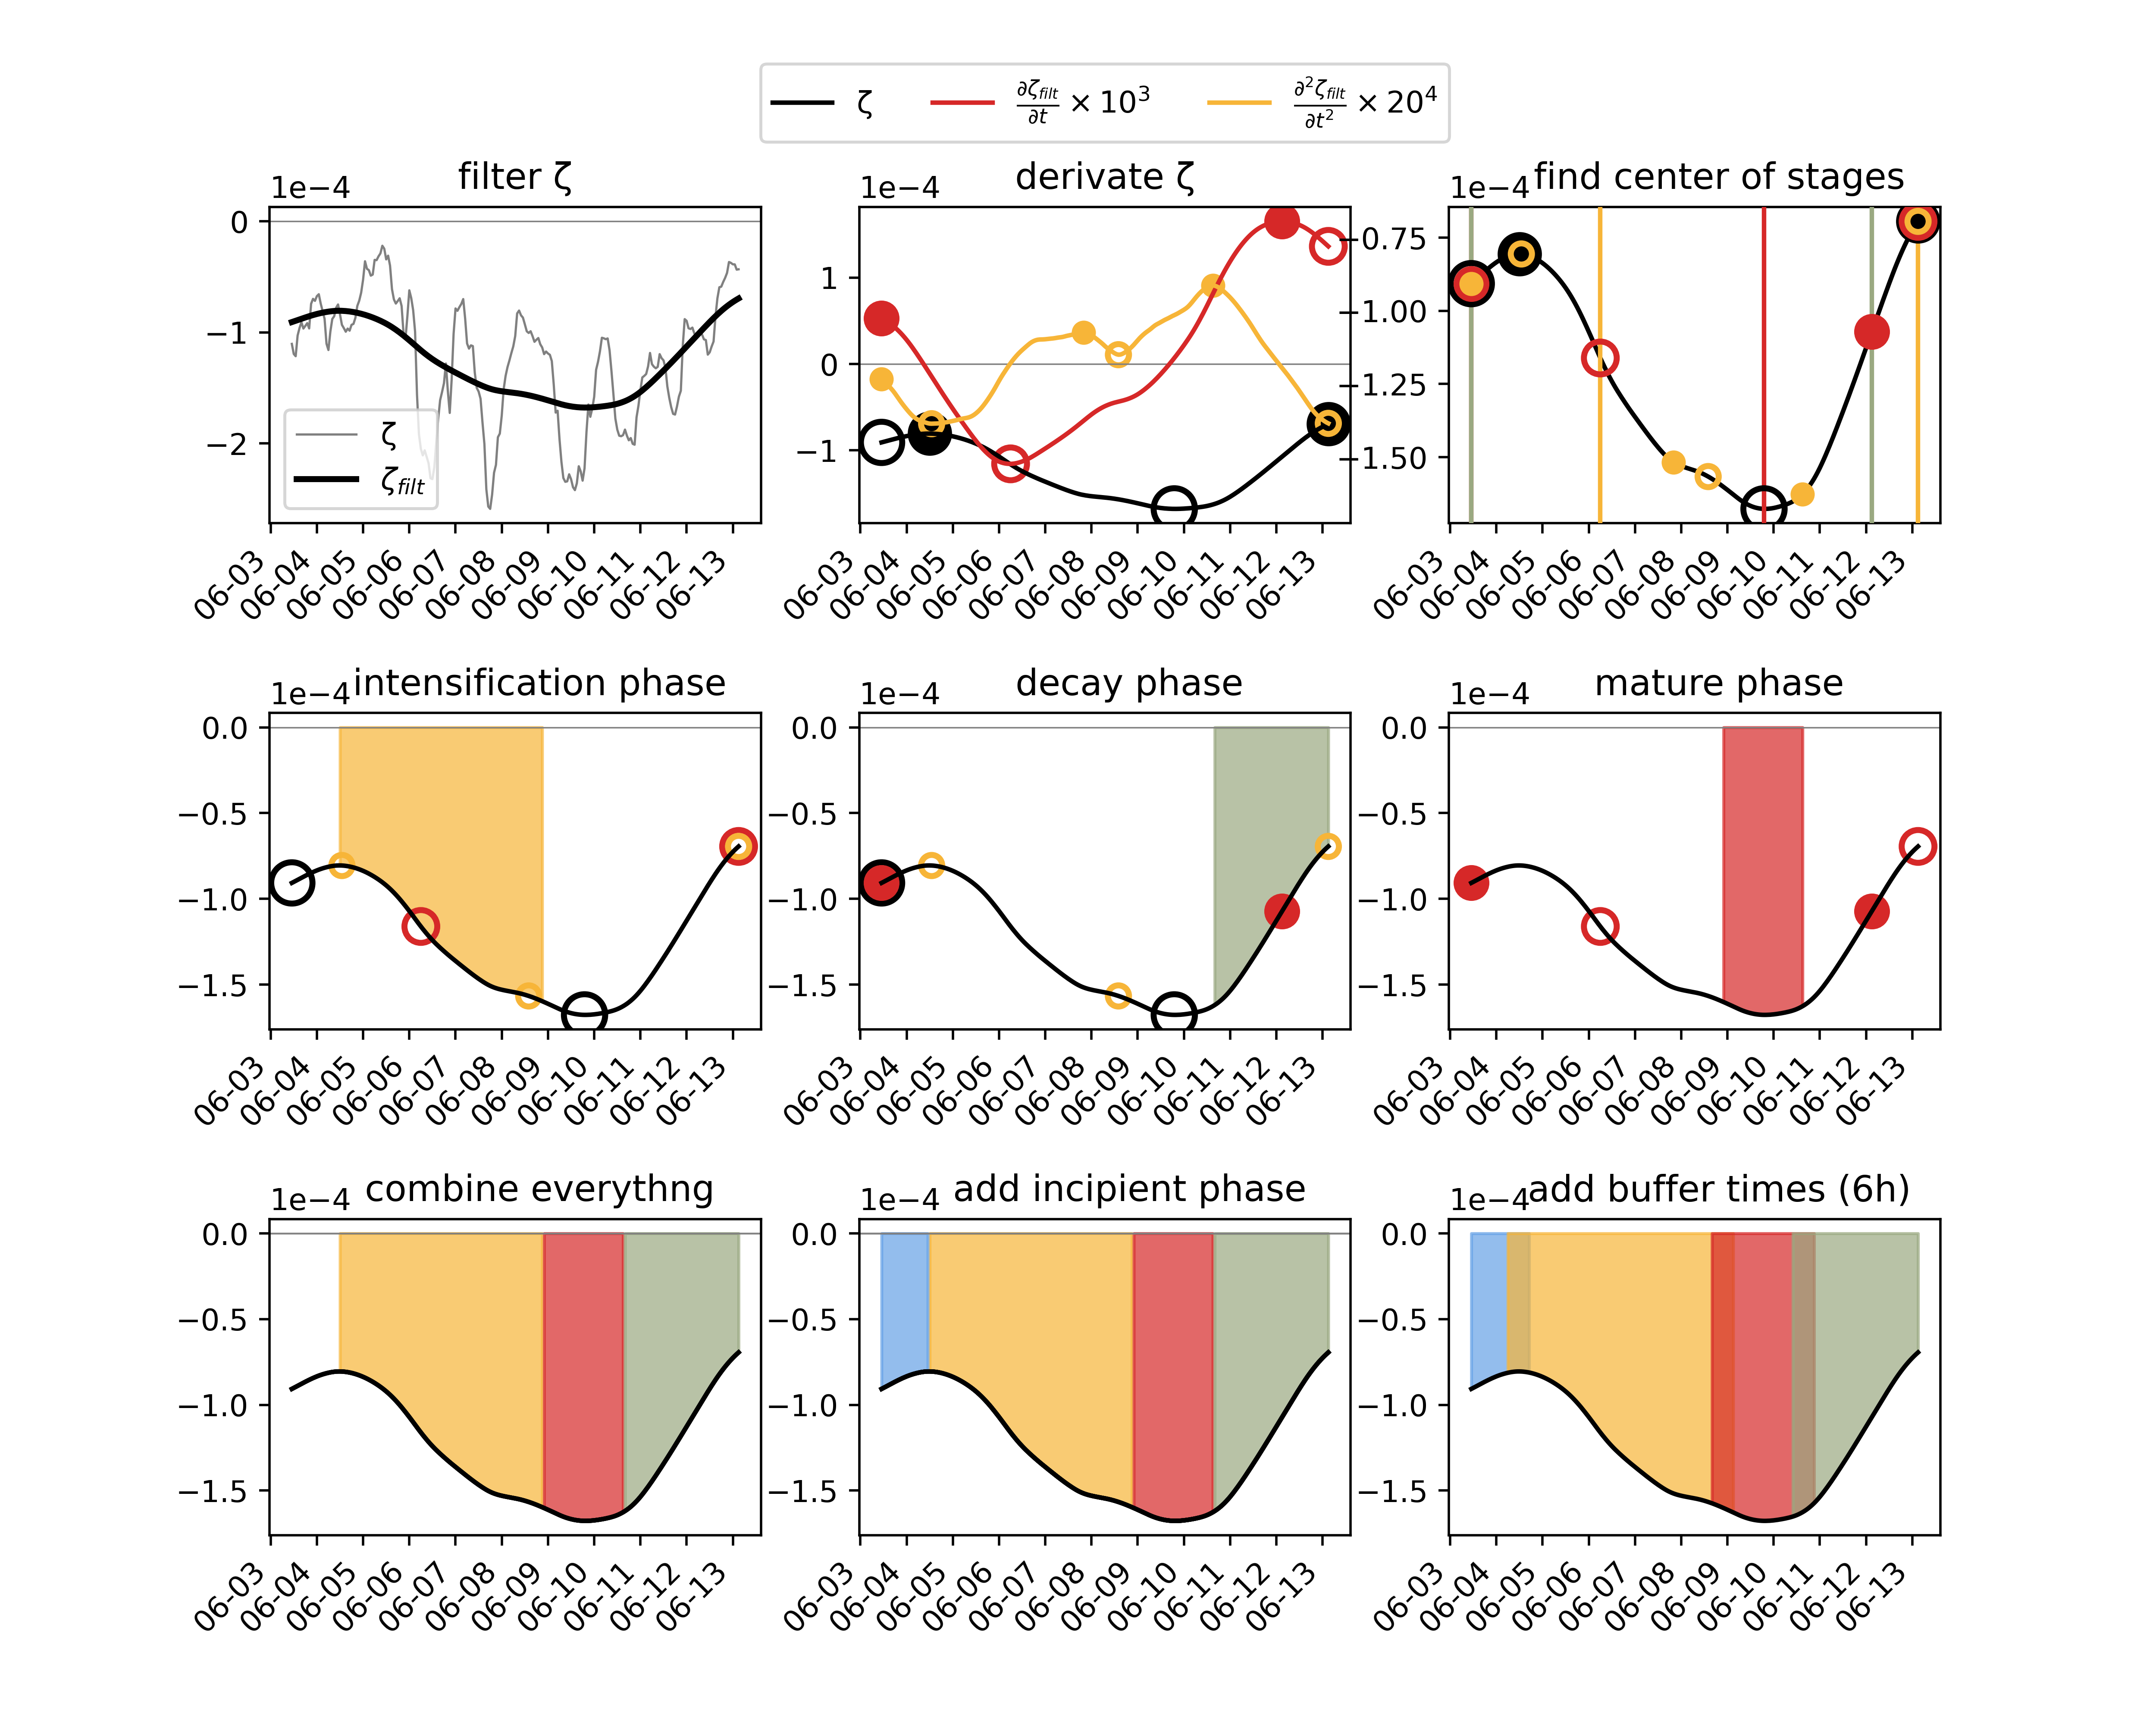 ζ ∂ζ_filt/∂t × 10³ ∂²ζ_filt/∂t² × 20⁴
filter ζ
1e−4
0
−1
−2
ζ
ζ_filt
06-03 06-04 06-05 06-06 06-07 06-08 06-09 06-10 06-11 06-12 06-13
derivate ζ
1e−4
1
0
−1
06-03 06-04 06-05 06-06 06-07 06-08 06-09 06-10 06-11 06-12 06-13
find center of stages
1e−4
−0.75
−1.00
−1.25
−1.50
06-03 06-04 06-05 06-06 06-07 06-08 06-09 06-10 06-11 06-12 06-13
intensification phase
1e−4
0.0
−0.5
−1.0
−1.5
06-03 06-04 06-05 06-06 06-07 06-08 06-09 06-10 06-11 06-12 06-13
decay phase
1e−4
0.0
−0.5
−1.0
−1.5
06-03 06-04 06-05 06-06 06-07 06-08 06-09 06-10 06-11 06-12 06-13
mature phase
1e−4
0.0
−0.5
−1.0
−1.5
06-03 06-04 06-05 06-06 06-07 06-08 06-09 06-10 06-11 06-12 06-13
combine everythng
1e−4
0.0
−0.5
−1.0
−1.5
06-03 06-04 06-05 06-06 06-07 06-08 06-09 06-10 06-11 06-12 06-13
add incipient phase
1e−4
0.0
−0.5
−1.0
−1.5
06-03 06-04 06-05 06-06 06-07 06-08 06-09 06-10 06-11 06-12 06-13
add buffer times (6h)
1e−4
0.0
−0.5
−1.0
−1.5
06-03 06-04 06-05 06-06 06-07 06-08 06-09 06-10 06-11 06-12 06-13